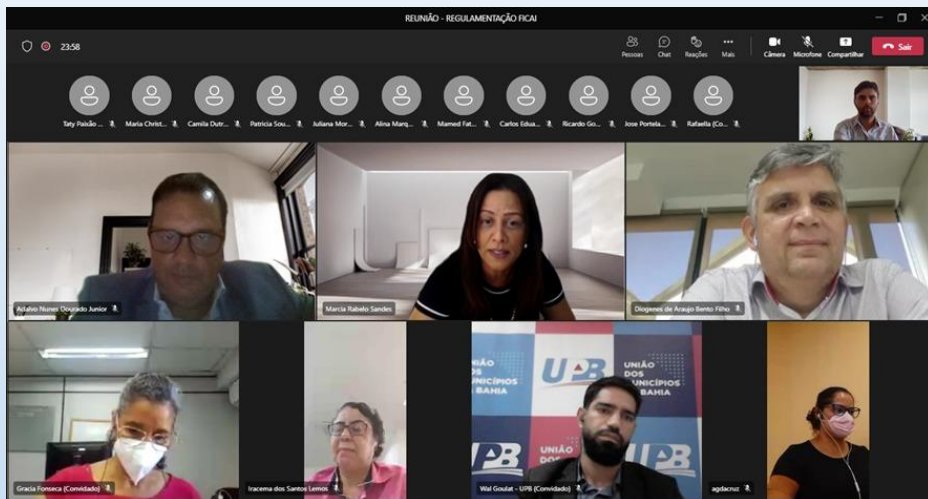 REUNIÃO - REGULAMENTAÇÃO FICAI
23:58
Pessoas
Chat
Reações
Mais
Câmera
Microfone
Compartilhar
Sair
Taty Paixão ...
Maria Christ...
Camila Dutr...
Patricia Sou...
Juliana Mor...
Alina Marq...
Mamed Fat...
Carlos Edua...
Ricardo Go...
Jose Portela...
Rafaella (Co...
Adalvo Nunes Dourado Junior
Marcia Rabelo Sandes
Diogenes de Araujo Bento Filho
UPB
UNIÃO
DOS
MUNICÍPIOS
BAHIA
UPB
UNIÃO
Gracia Fonseca (Convidado)
Iracema dos Santos Lemos
Wal Goulat - UPB (Convidado)
agdacruz